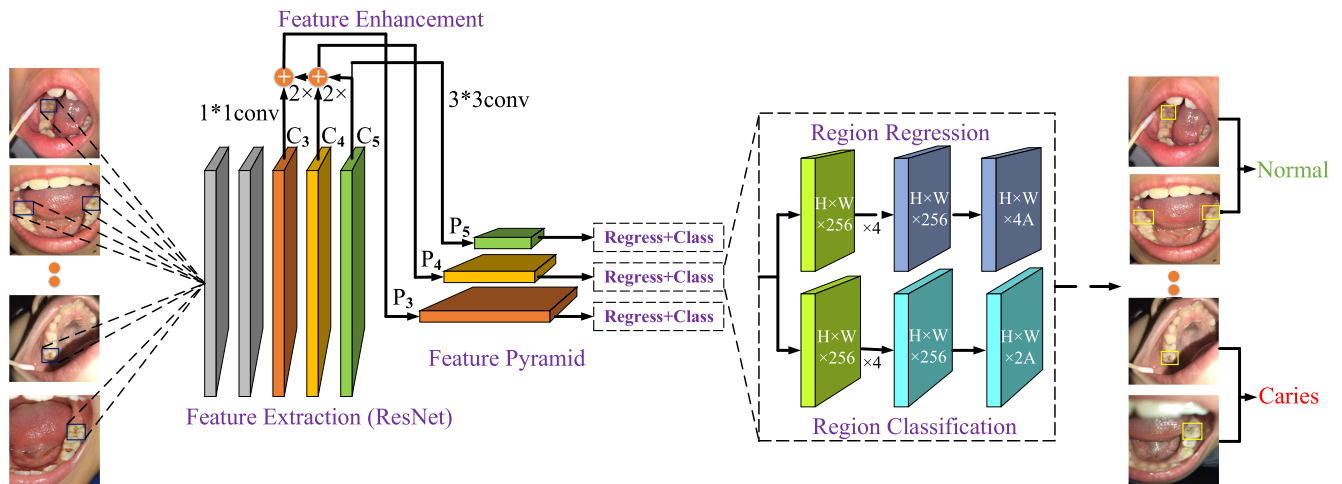 Feature Enhancement
1*1conv
2×
2×
3*3conv
C3
C4
C5
P5
P4
P3
Feature Pyramid
Feature Extraction (ResNet)
Regress+Class
Regress+Class
Regress+Class
Region Regression
H×W
×256
×4
H×W
×256
H×W
×4A
H×W
×256
×4
H×W
×256
H×W
×2A
Region Classification
Normal
Caries